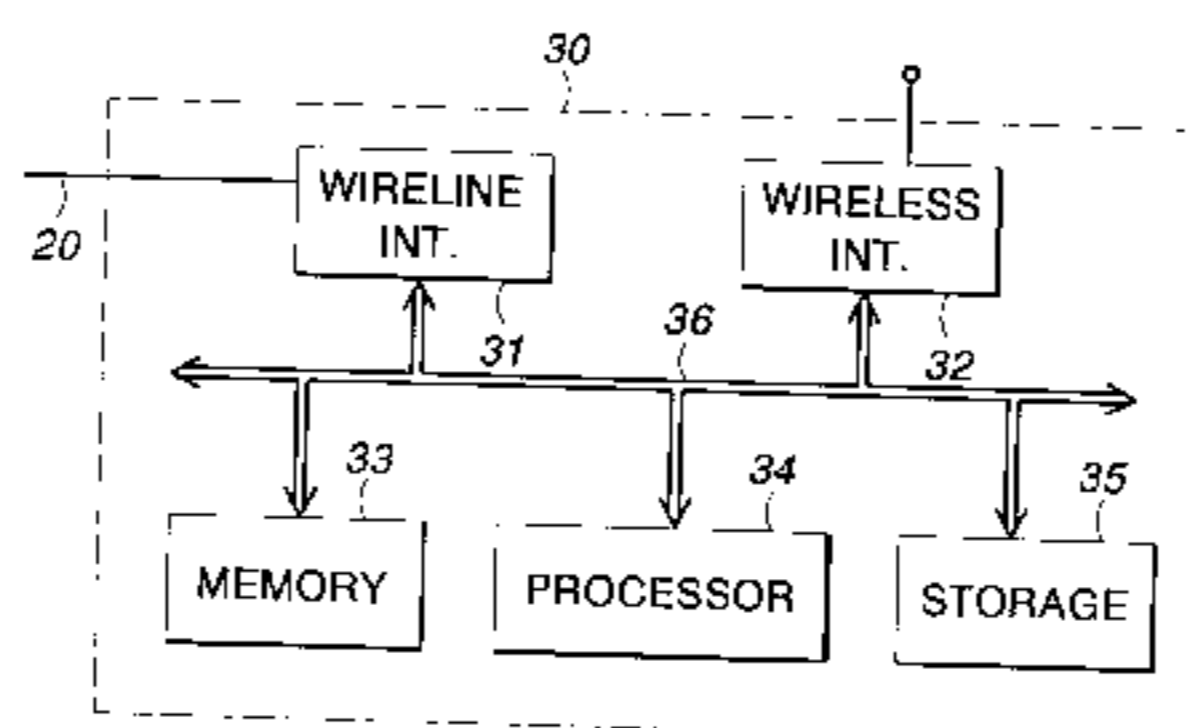 30
WIRELINE
INT.
WIRELESS
INT.
20
31
36
32
33
34
35
MEMORY
PROCESSOR
STORAGE